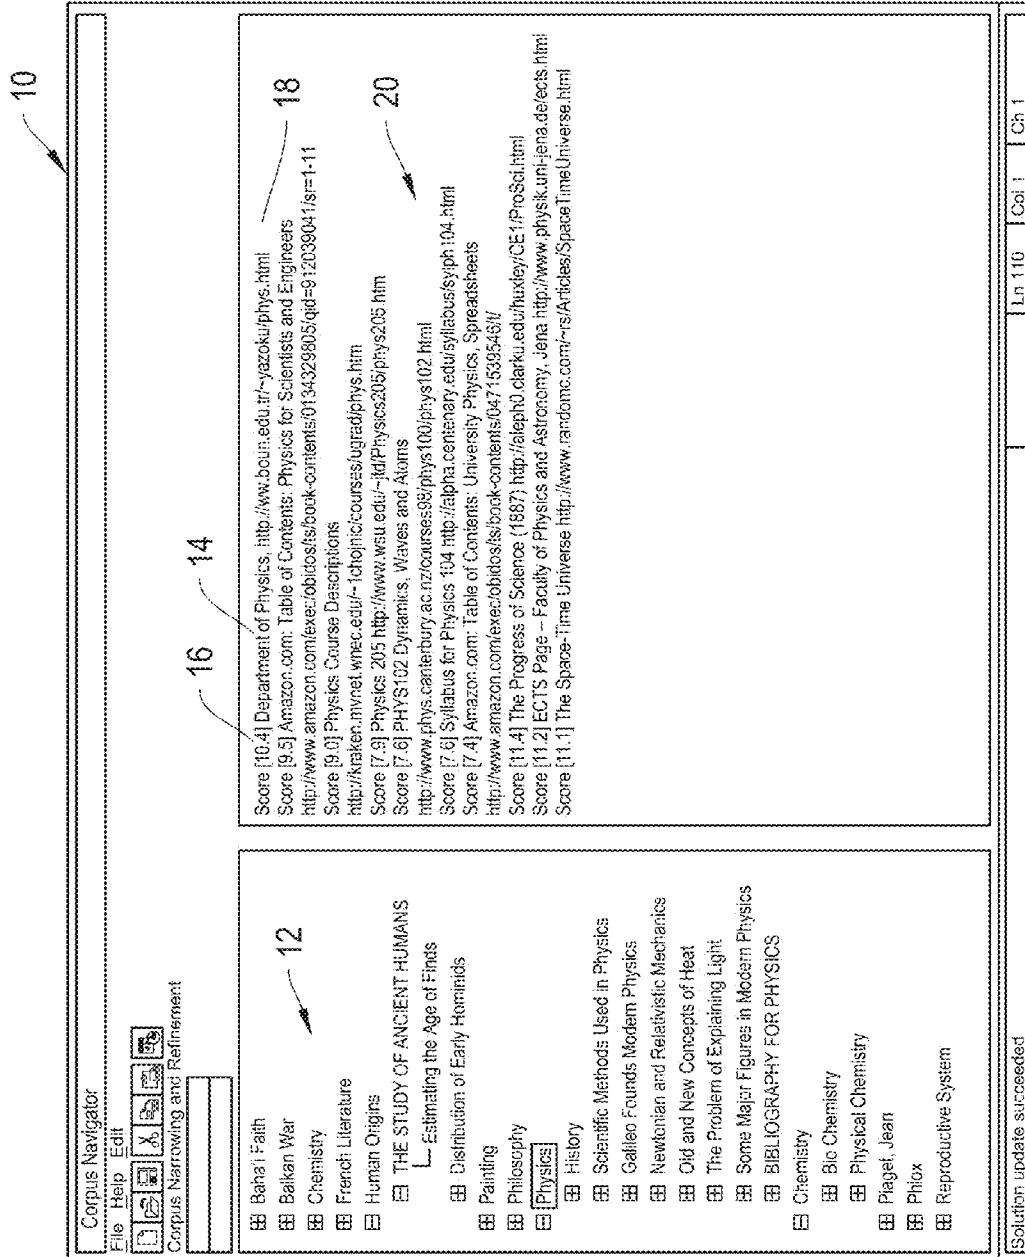 10
Corpus Navigator
File Help Edit
Corpus Narrowing and Refinement
12
Baha'i Faith
Balkan War
Chemistry
French Literature
Human Origins
THE STUDY OF ANCIENT HUMANS
Estimating the Age of Finds
Distribution of Early Hominids
Painting
Philosophy
Physics
History
Scientific Methods Used in Physics
Galileo Founds Modern Physics
Newtonian and Relativistic Mechanics
Old and New Concepts of Heat
The Problem of Explaining Light
Some Major Figures in Modern Physics
BIBLIOGRAPHY FOR PHYSICS
Chemistry
Bio Chemistry
Physical Chemistry
Piaget, Jean
Phlox
Reproductive System
16
14
18
20
Score [10.4] Department of Physics, http://ww.boun.edu.tr/~yazoku/phys.html
Score [9.5] Amazon.com: Table of Contents: Physics for Scientists and Engineers
http://www.amazon.com/exec/obidos/ts/book-contents/0134329805/qid=912039041/sr=1-11
Score [9.0] Physics Course Descriptions
http://kraken.mvnet.wnec.edu/~1chojnic/courses/ugrad/phys.htm
Score [7.9] Physics 205 http://www.wsu.edu/~jtd/Physics205/phys205.htm
Score [7.6] PHYS102 Dynamics, Waves and Atoms
http://www.phys.canterbury.ac.nz/courses98/phys100/phys102.html
Score [7.6] Syllabus for Physics 104 http://alpha.centenary.edu/syllabus/sylph104.html
Score [7.4] Amazon.com: Table of Contents: University Physics, Spreadsheets
http://www.amazon.com/exec/obidos/ts/book-contents/0471539546/t/
Score [11.4] The Progress of Science (1887) http://aleph0.clarku.edu/huxley/CE1/ProSci.html
Score [11.2] ECTS Page – Faculty of Physics and Astronomy, Jena http://www.physik.uni-jena.de/ects.html
Score [11.1] The Space-Time Universe http://www.randomc.com/~rs/Articles/SpaceTimeUniverse.html
Solution update succeeded Ln 110 Col 1 Ch 1